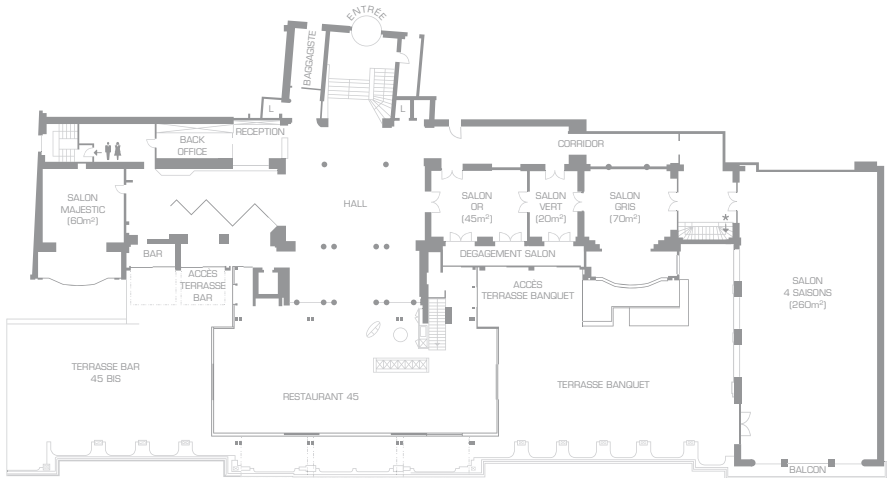 ENTRÉE
BAGGAGISTE
L
L
RECEPTION
BACK
OFFICE
CORRIDOR
SALON
MAJESTIC
(60m²)
HALL
SALON
OR
(45m²)
SALON
VERT
(20m²)
SALON
GRIS
(70m²)
*
BAR
DEGAGEMENT SALON
ACCÈS
TERRASSE
BAR
ACCÈS
TERRASSE BANQUET
SALON
4 SAISONS
(260m²)
TERRASSE BAR
45 BIS
RESTAURANT 45
TERRASSE BANQUET
BALCON